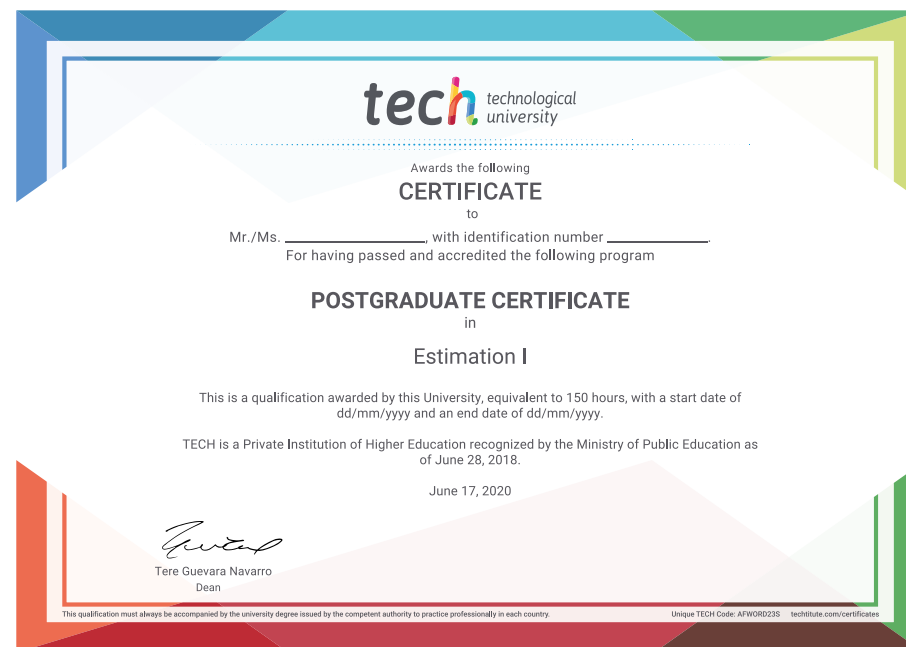 tech technological
university
Awards the following
CERTIFICATE
to
Mr./Ms. ____________________, with identification number ______________.
For having passed and accredited the following program
POSTGRADUATE CERTIFICATE
in
Estimation I
This is a qualification awarded by this University, equivalent to 150 hours, with a start date of
dd/mm/yyyy and an end date of dd/mm/yyyy.
TECH is a Private Institution of Higher Education recognized by the Ministry of Public Education as
of June 28, 2018.
June 17, 2020
Tere Guevara Navarro
Dean
This qualification must always be accompanied by the university degree issued by the competent authority to practice professionally in each country. Unique TECH Code: AFWORD23S techtitute.com/certificates